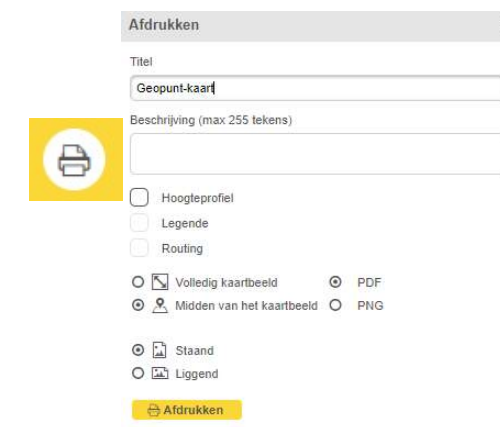 Afdrukken
Titel
Geopunt-kaart
Beschrijving (max 255 tekens)
Hoogteprofiel
Legende
Routing
Volledig kaartbeeld PDF
Midden van het kaartbeeld PNG
Staand
Liggend
Afdrukken